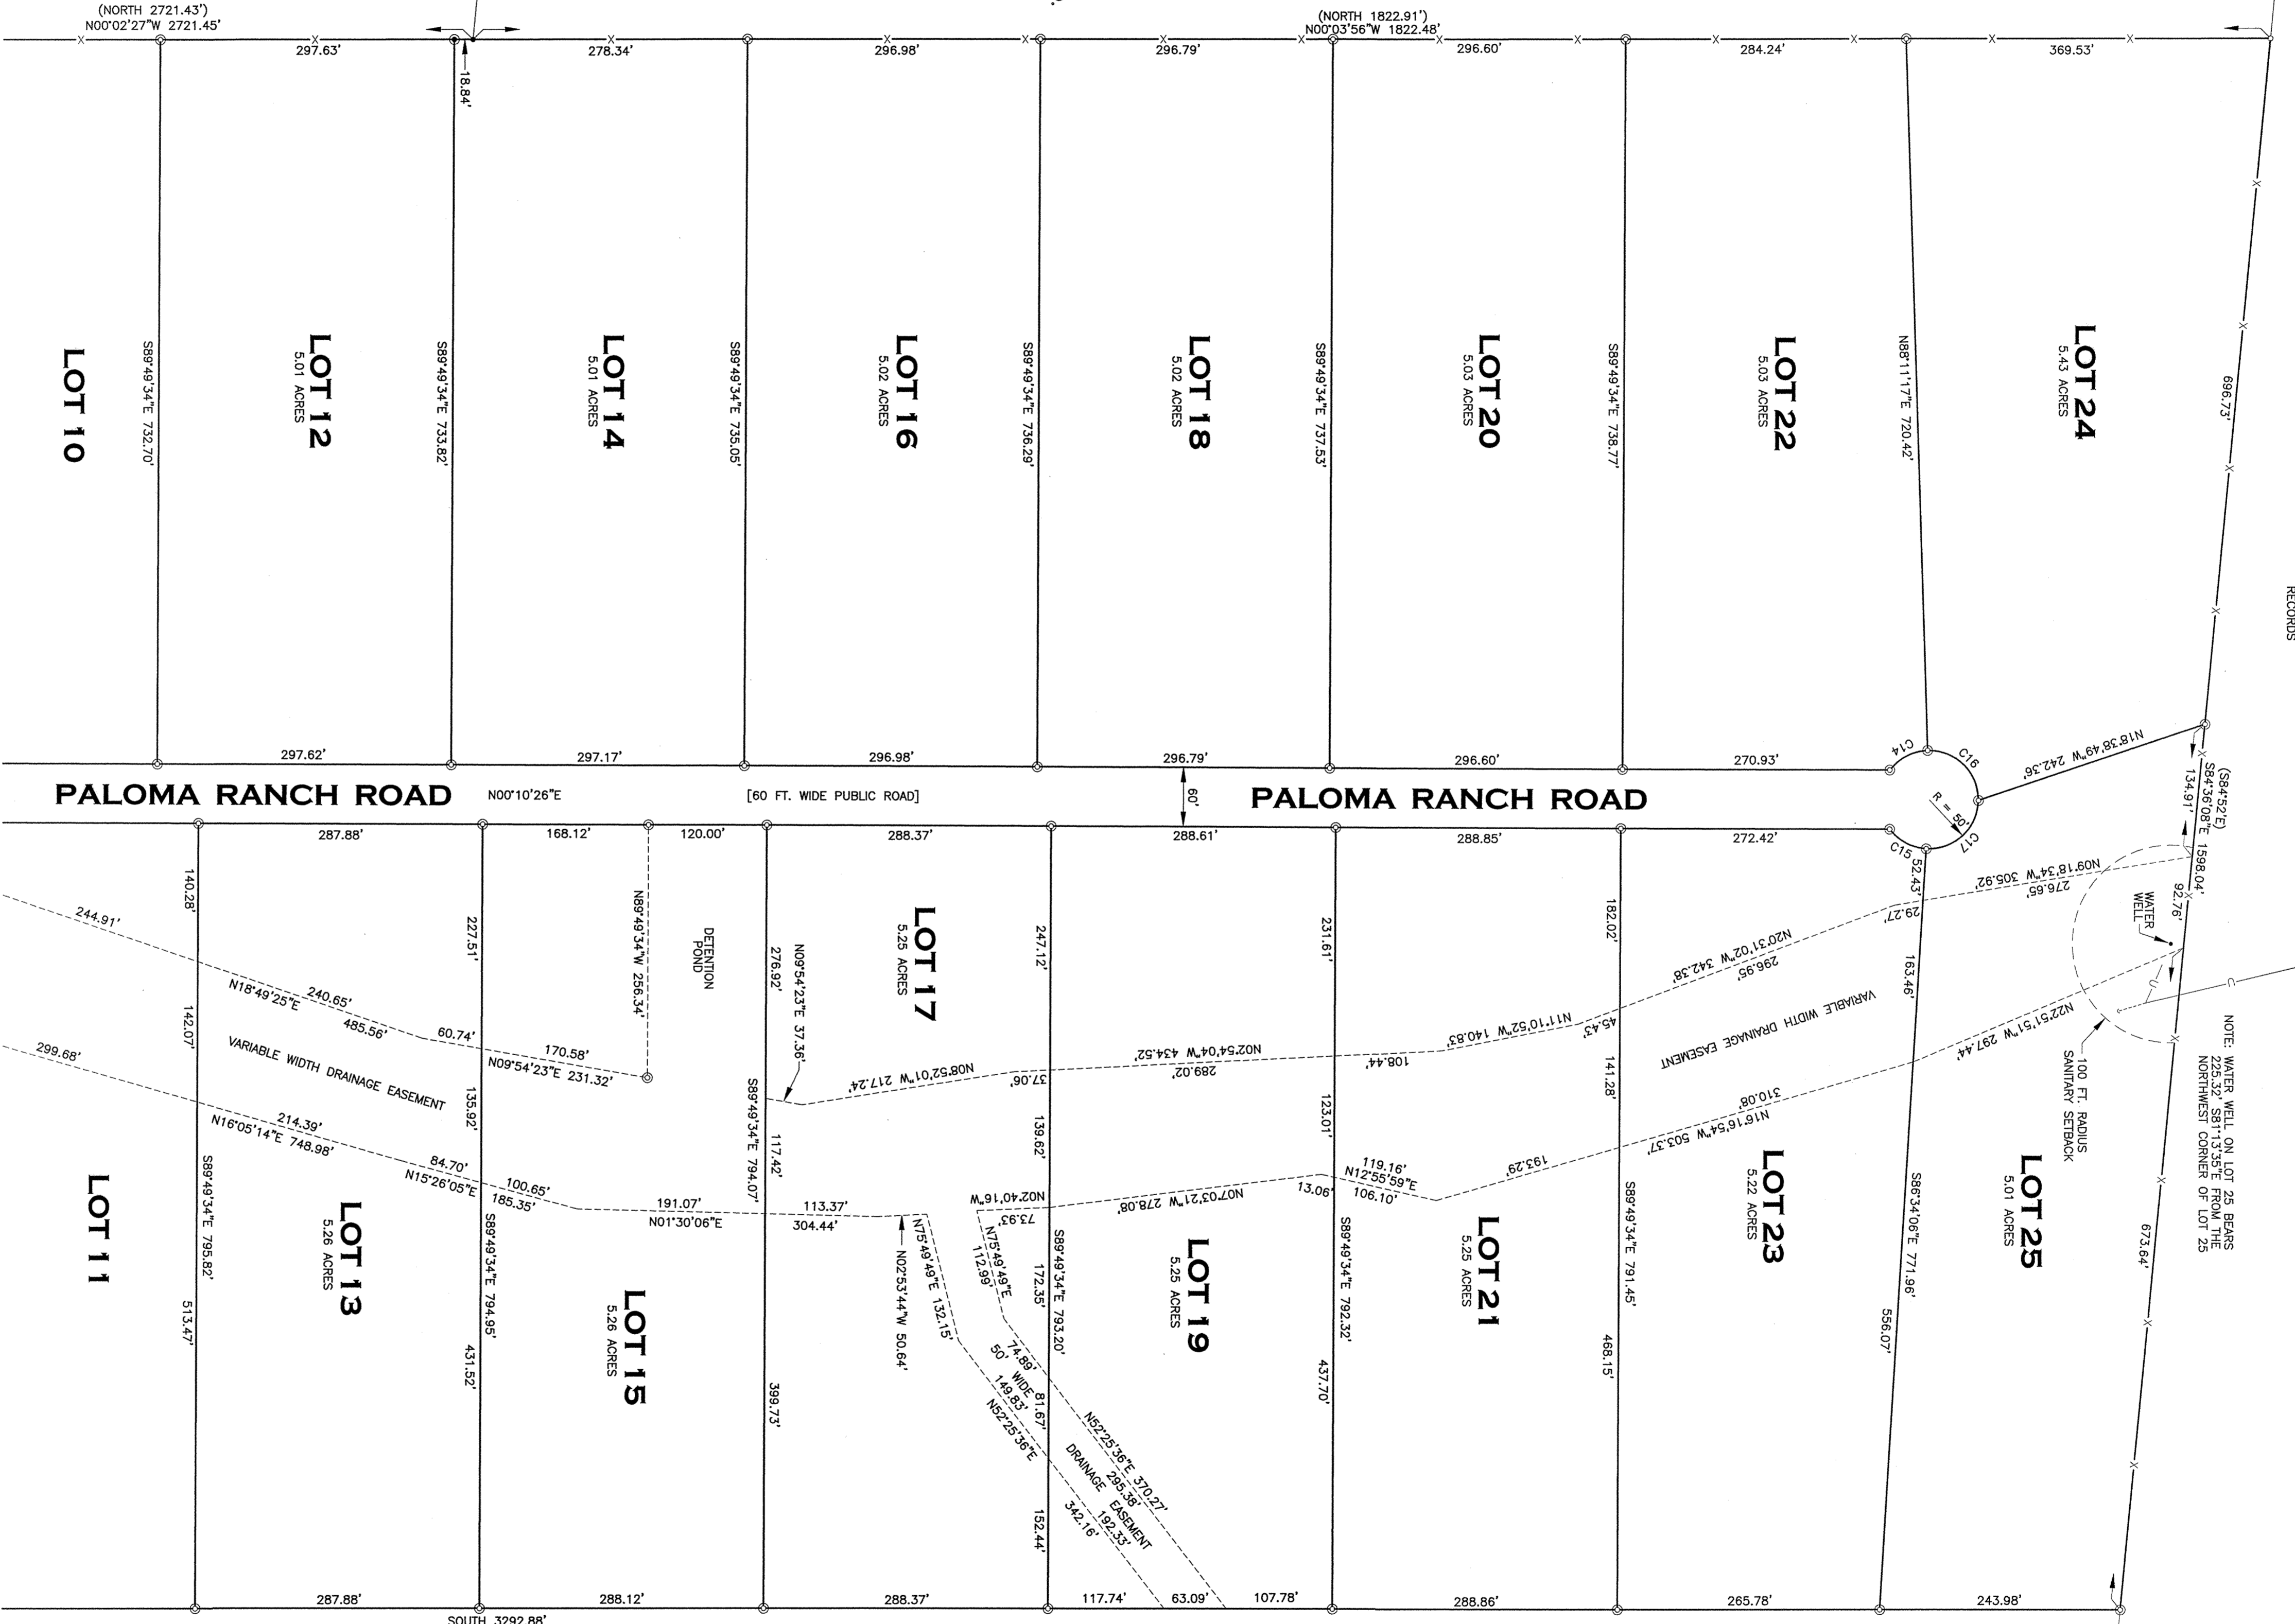 (NORTH 2721.43')
N00°02'27"W 2721.45'
(NORTH 1822.91')
N00°03'56"W 1822.48'
297.63'
18.84'
278.34'
296.98'
296.79'
296.60'
284.24'
369.53'
RECORDS
LOT 10
S89°49'34"E 732.70'
LOT 12
5.01 ACRES
S89°49'34"E 733.82'
LOT 14
5.01 ACRES
S89°49'34"E 735.05'
LOT 16
5.02 ACRES
S89°49'34"E 736.29'
LOT 18
5.02 ACRES
S89°49'34"E 737.53'
LOT 20
5.03 ACRES
S89°49'34"E 738.77'
LOT 22
5.03 ACRES
N88°11'17"E 720.42'
LOT 24
5.43 ACRES
696.73'
297.62'
297.17'
296.98'
296.79'
296.60'
270.93'
C14
C16
N18°38'49"W 242.36'
(S84°52'E)
S84°36'08"E 1598.04'
134.91'
92.76'
PALOMA RANCH ROAD
N00°10'26"E
[60 FT. WIDE PUBLIC ROAD]
60'
PALOMA RANCH ROAD
R = 50'
C17
C15
287.88'
168.12'
120.00'
288.37'
288.61'
288.85'
272.42'
52.43'
140.28'
244.91'
N18°49'25"E
240.65'
485.56'
142.07'
299.68'
VARIABLE WIDTH DRAINAGE EASEMENT
214.39'
N16°05'14"E 748.98'
227.51'
60.74'
170.58'
N09°54'23"E 231.32'
135.92'
84.70'
N15°26'05"E
100.65'
185.35'
N89°49'34"W 256.34'
DETENTION
POND
276.92'
N09°54'23"E 37.36'
LOT 17
5.25 ACRES
247.12'
N08°52'01"W 217.24'
37.06'
N02°54'04"W 434.52'
289.02'
108.44'
231.61'
N11°10'52"W 140.83'
182.02'
45.43'
N20°31'02"W 342.38'
296.95'
29.27'
N09°18'34"W 305.92'
276.65'
163.46'
VARIABLE WIDTH DRAINAGE EASEMENT
WATER
WELL
U
U
N22°51'51"W 297.44'
100 FT. RADIUS
SANITARY SETBACK
NOTE: WATER WELL ON LOT 25 BEARS
225.32' S81°13'35"E FROM THE
NORTHWEST CORNER OF LOT 25
191.07'
N01°30'06"E
113.37'
304.44'
117.42'
S89°49'34"E 794.07'
399.73'
N02°53'44"W 50.64'
N75°49'49"E 132.15'
N02°40'16"W
73.93'
N75°49'49"E
112.99'
139.62'
N07°03'21"W 278.08'
123.01'
13.06'
119.16'
N12°55'59"E
106.10'
193.29'
141.28'
N16°16'54"W 503.37'
310.08'
LOT 11
S89°49'34"E 795.82'
513.47'
LOT 13
5.26 ACRES
S89°49'34"E 794.95'
431.52'
LOT 15
5.26 ACRES
74.89'
50' WIDE
149.83'
N52°25'36"E
81.67'
172.35'
S89°49'34"E 793.20'
152.44'
N52°25'36"E 370.27'
295.38'
DRAINAGE EASEMENT
192.33'
342.16'
LOT 19
5.25 ACRES
S89°49'34"E 792.32'
437.70'
LOT 21
5.25 ACRES
S89°49'34"E 791.45'
468.15'
LOT 23
5.22 ACRES
S86°34'06"E 771.96'
556.07'
LOT 25
5.01 ACRES
673.64'
287.88'
288.12'
288.37'
117.74'
63.09'
107.78'
288.86'
265.78'
243.98'
SOUTH 3292.88'